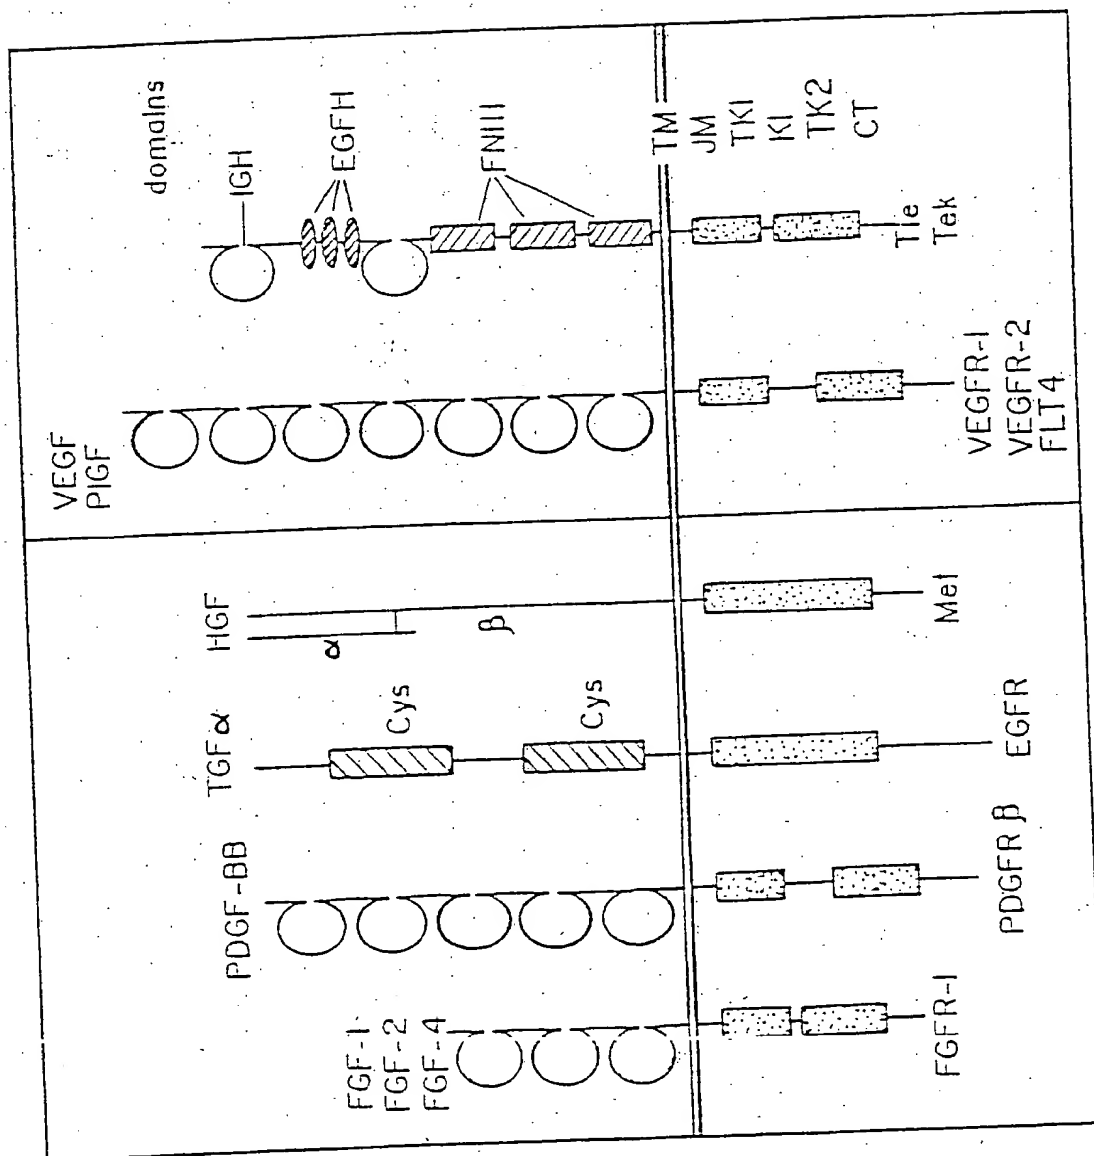 FGF-1
FGF-2
FGF-4
PDGF-BB
TGFα
HGF
VEGF
PlGF
domains
IGH
EGFH
FNIII
Cys
Cys
α
β
TM
JM
TK1
KI
TK2
CT
FGFR-1
PDGFRβ
EGFR
Met
VEGFR-1
VEGFR-2
FLT4
Tie
Tek